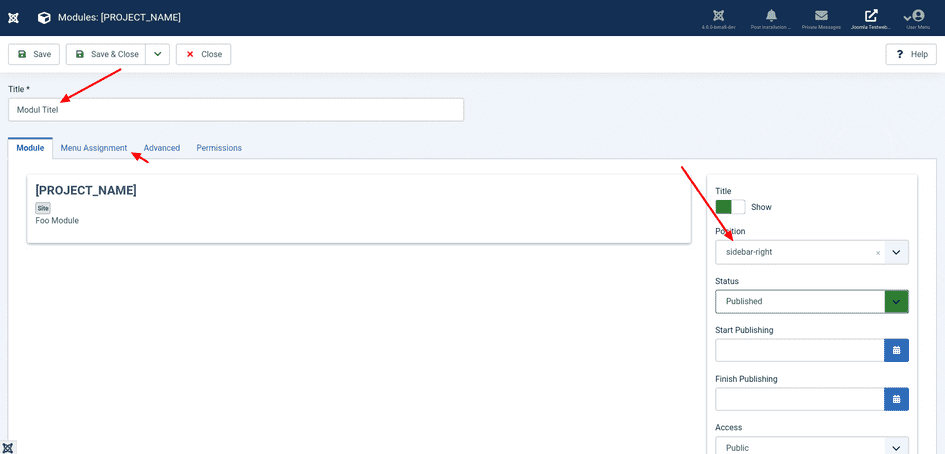 Modules: [PROJECT_NAME]
4.0.0-beta8-dev
Post Installation ...
Private Messages
Joomla-Testweb...
User Menu
Save
Save & Close
Close
? Help
Title *
Modul Titel
Module
Menu Assignment
Advanced
Permissions
[PROJECT_NAME]
Site
Foo Module
Title
Show
Position
sidebar-right ×
Status
Published
Start Publishing
Finish Publishing
Access
Public